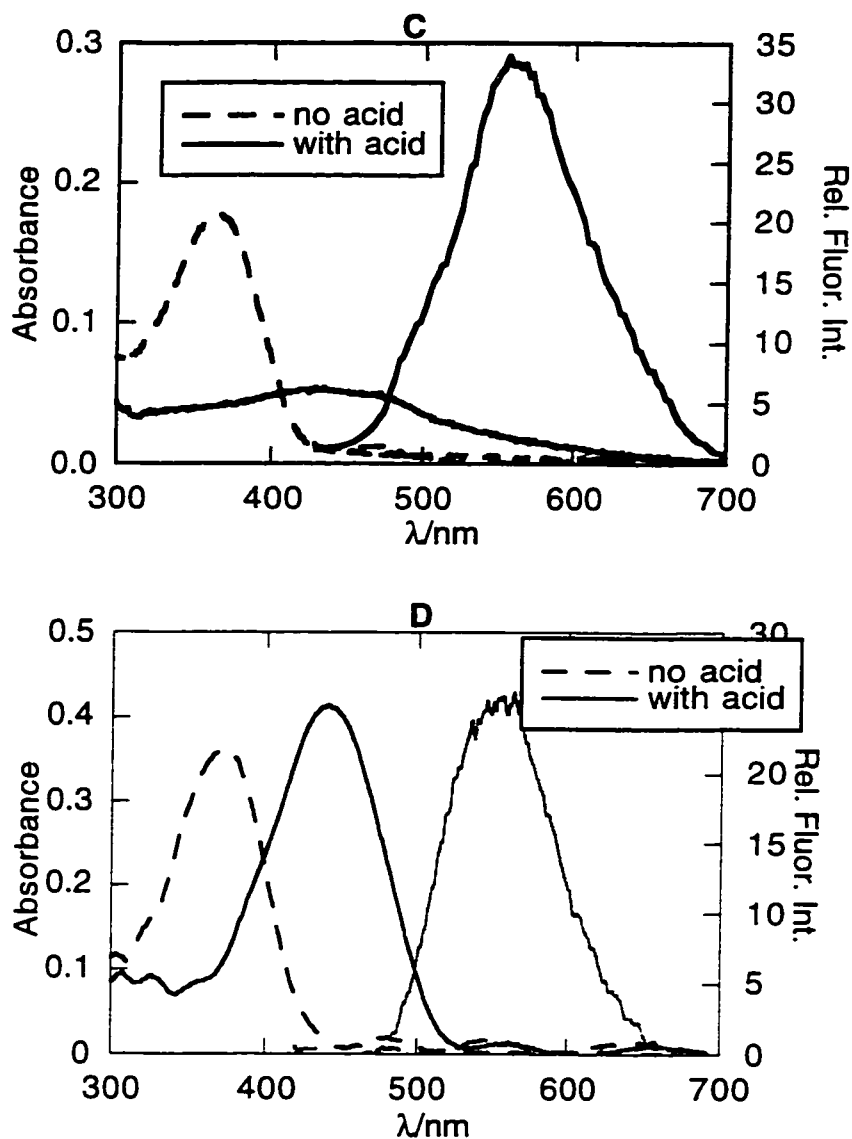 C
0.3
0.2
0.1
0.0
Absorbance
no acid
with acid
35
30
25
20
15
10
5
0
Rel. Fluor. Int.
300 400 500 600 700
λ/nm
D
0.5
0.4
0.3
0.2
0.1
0
Absorbance
no acid
with acid
30
20
15
10
5
0
Rel. Fluor. Int.
300 400 500 600 700
λ/nm